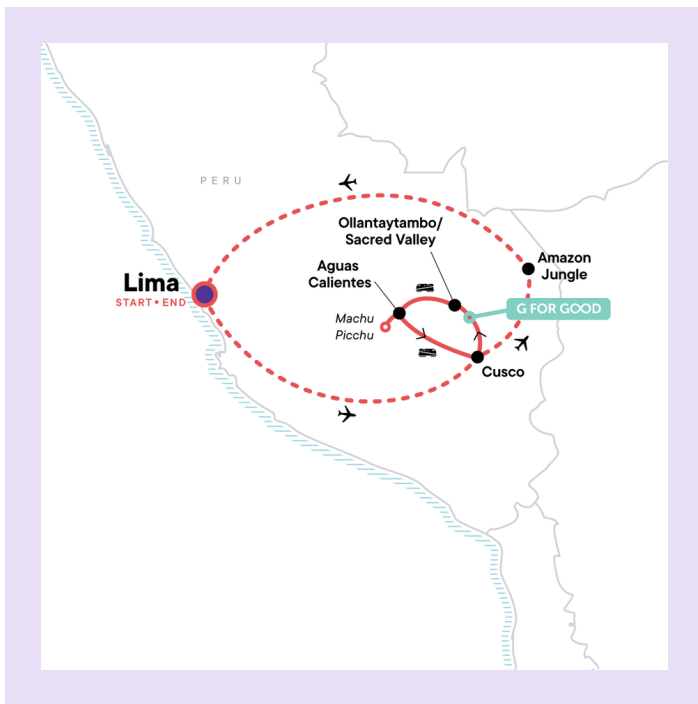 PERU
Ollantaytambo/
Sacred Valley
Amazon
Jungle
Aguas
Calientes
Lima
START • END
G FOR GOOD
Machu
Picchu
Cusco